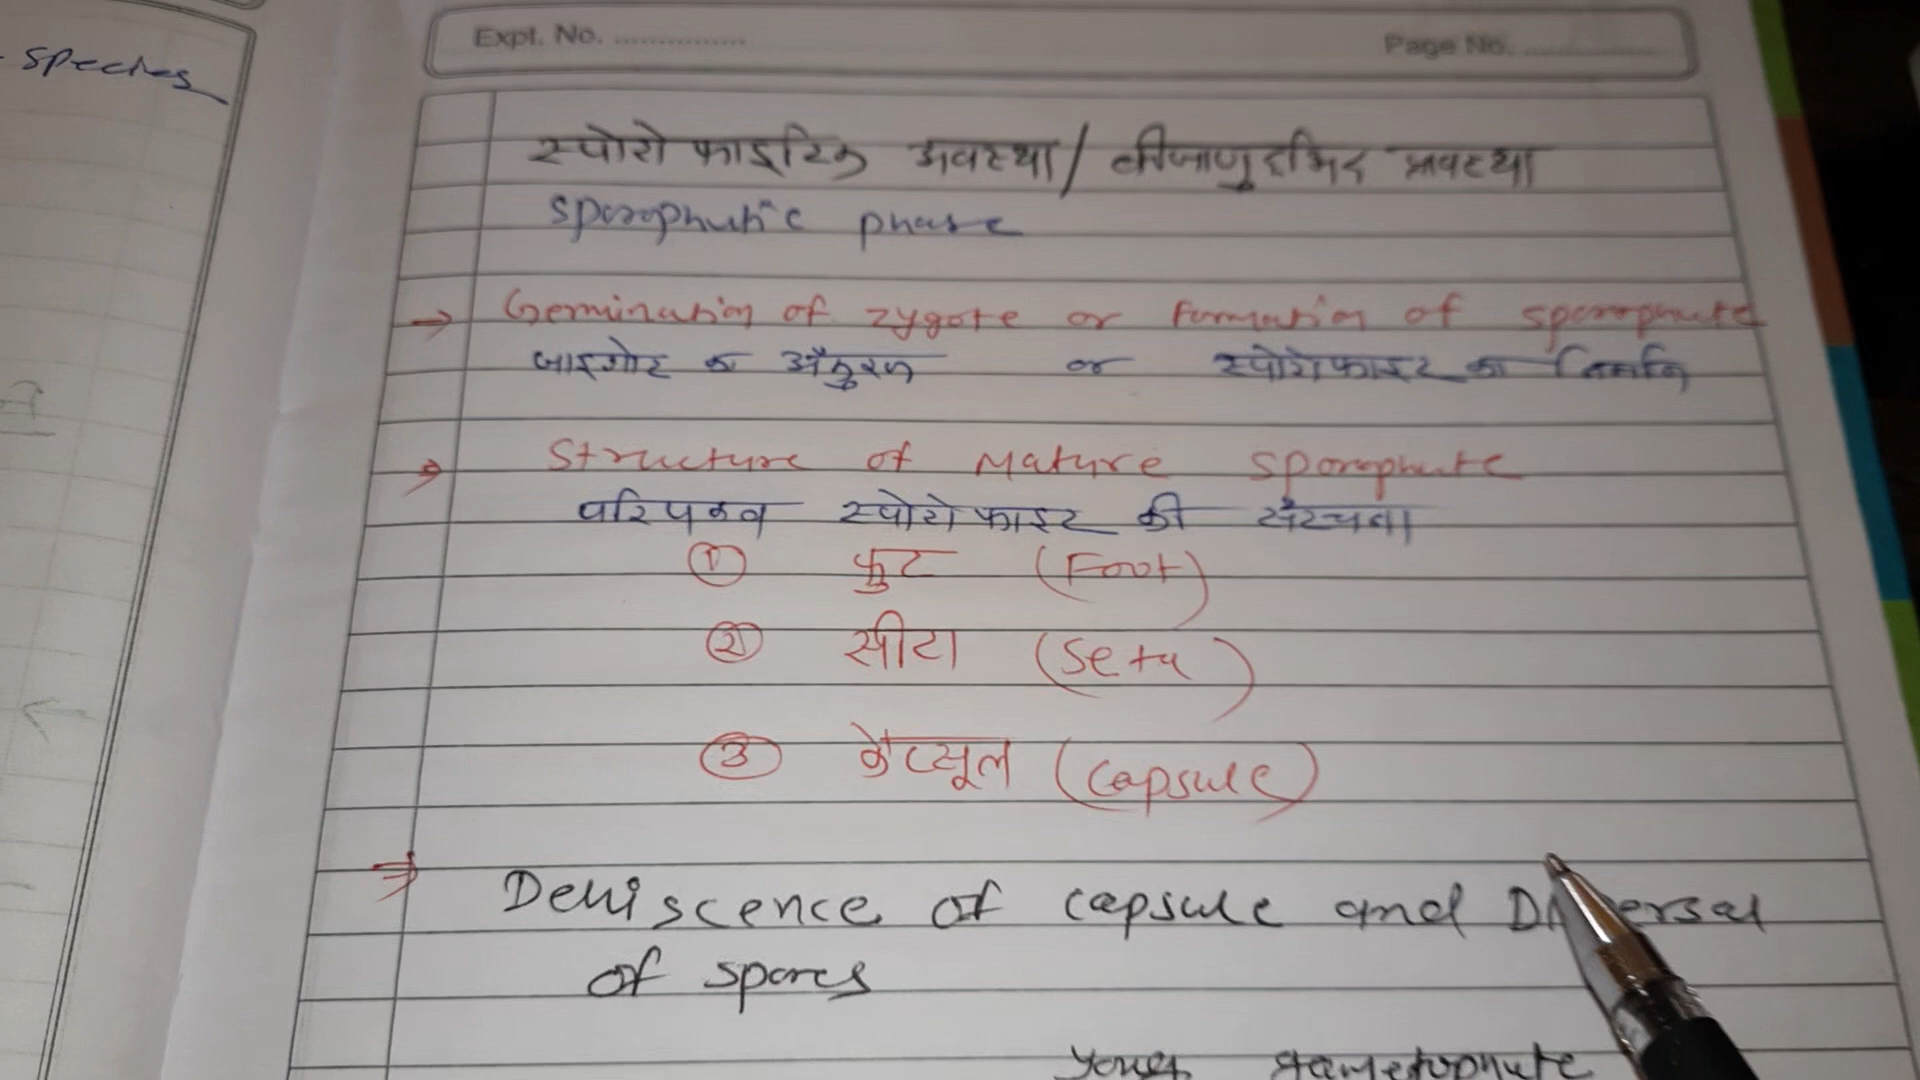 species
Expt. No. ...............
Page No. ...............
स्पोरोफाइटिक अवस्था / बीजाणुदभिद अवस्था
sporophytic phase
→ Germination of zygote or Formation of sporophyte
जाइगोट का अंकुरण or स्पोरोफाइट का निर्माण
→ Structure of Mature sporophyte
परिपक्व स्पोरोफाइट की संरचना
① फुट (Foot)
② सीटा (Seta)
③ कैप्सूल (Capsule)
⇒ Dehiscence of capsule and
of spores
gametophyte